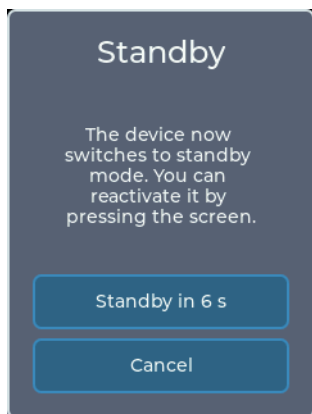 Standby
The device now
switches to standby
mode. You can
reactivate it by
pressing the screen.
Standby in 6 s
Cancel